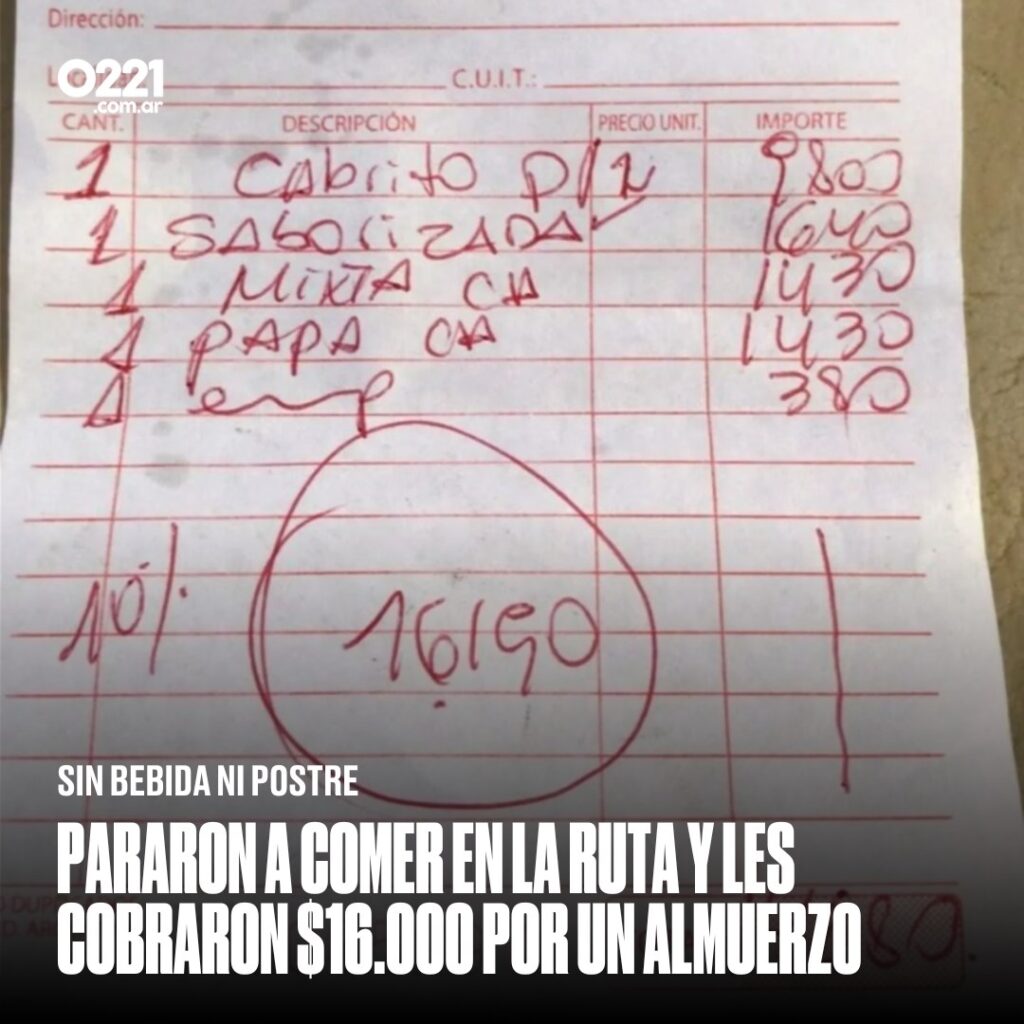 Dirección:
0221
.com.ar
C.U.I.T.:
CANT. DESCRIPCIÓN PRECIO UNIT. IMPORTE
1 CAbrito p/2 9800
1 SAborizADA 1640
1 MixTA CH 1430
1 PAPA CH 1430
1 emp 380
10%
16190
SIN BEBIDA NI POSTRE
PARARON A COMER EN LA RUTA Y LES
COBRARON $16.000 POR UN ALMUERZO